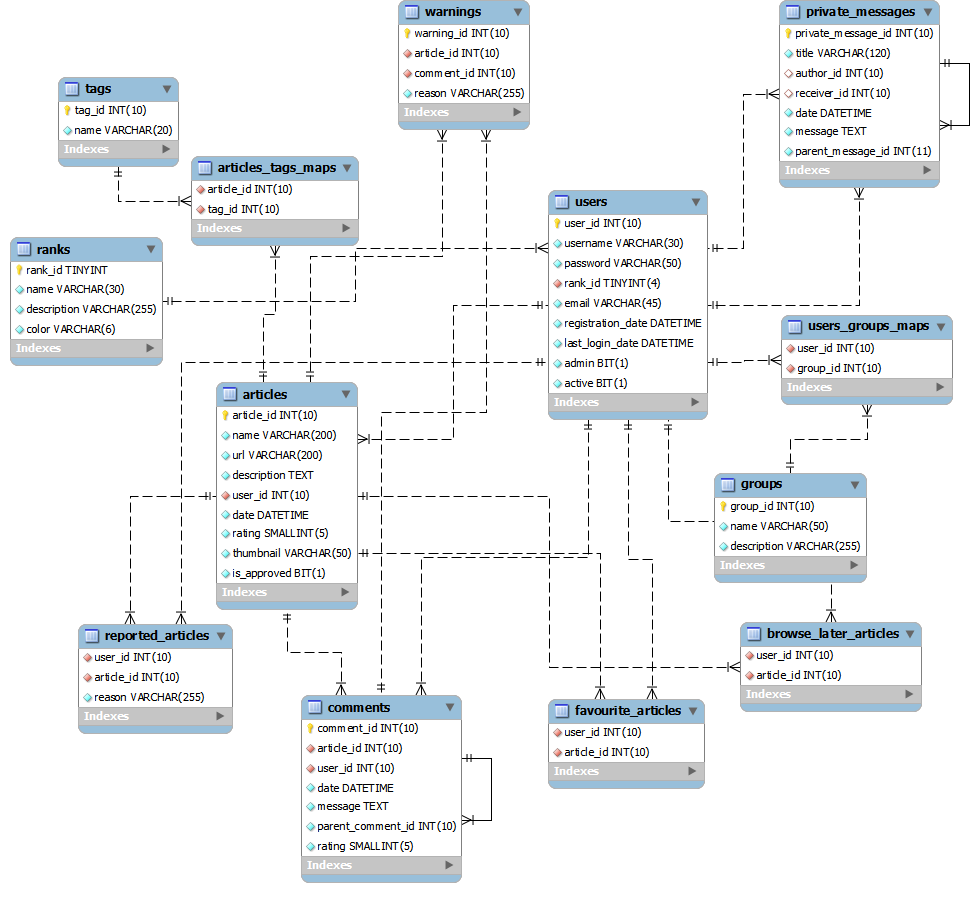 warnings
warning_id INT(10)
article_id INT(10)
comment_id INT(10)
reason VARCHAR(255)
Indexes
private_messages
private_message_id INT(10)
title VARCHAR(120)
author_id INT(10)
receiver_id INT(10)
date DATETIME
message TEXT
parent_message_id INT(11)
Indexes
tags
tag_id INT(10)
name VARCHAR(20)
Indexes
articles_tags_maps
article_id INT(10)
tag_id INT(10)
Indexes
users
user_id INT(10)
username VARCHAR(30)
password VARCHAR(50)
rank_id TINYINT(4)
email VARCHAR(45)
registration_date DATETIME
last_login_date DATETIME
admin BIT(1)
active BIT(1)
Indexes
ranks
rank_id TINYINT
name VARCHAR(30)
description VARCHAR(255)
color VARCHAR(6)
Indexes
users_groups_maps
user_id INT(10)
group_id INT(10)
Indexes
articles
article_id INT(10)
name VARCHAR(200)
url VARCHAR(200)
description TEXT
user_id INT(10)
date DATETIME
rating SMALLINT(5)
thumbnail VARCHAR(50)
is_approved BIT(1)
Indexes
groups
group_id INT(10)
name VARCHAR(50)
description VARCHAR(255)
Indexes
reported_articles
user_id INT(10)
article_id INT(10)
reason VARCHAR(255)
Indexes
browse_later_articles
user_id INT(10)
article_id INT(10)
Indexes
comments
comment_id INT(10)
article_id INT(10)
user_id INT(10)
date DATETIME
message TEXT
parent_comment_id INT(10)
rating SMALLINT(5)
Indexes
favourite_articles
user_id INT(10)
article_id INT(10)
Indexes